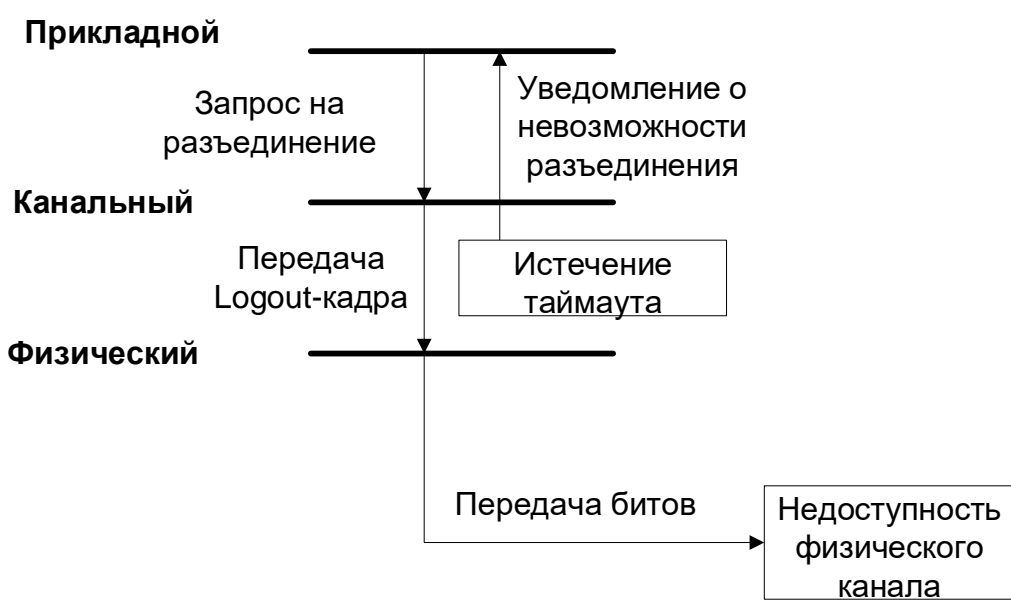 Прикладной
Запрос на
разъединение
Уведомление о
невозможности
разъединения
Канальный
Передача
Logout-кадра
Истечение
таймаута
Физический
Передача битов
Недоступность
физического
канала